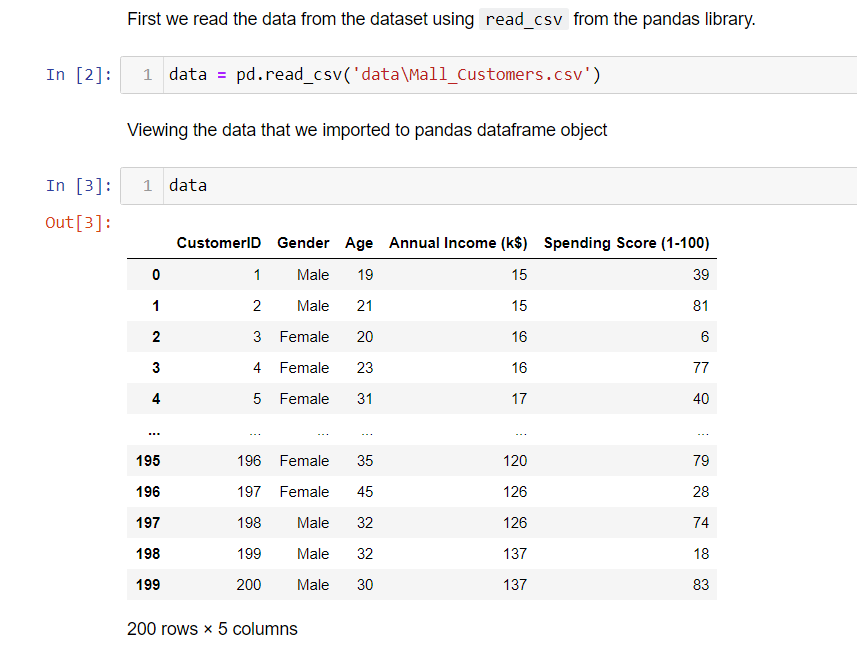 First we read the data from the dataset using read_csv from the pandas library.
In [2]: 1 data = pd.read_csv('data\Mall_Customers.csv')
Viewing the data that we imported to pandas dataframe object
In [3]: 1 data
Out[3]:
CustomerID Gender Age Annual Income (k$) Spending Score (1-100)
0 1 Male 19 15 39
1 2 Male 21 15 81
2 3 Female 20 16 6
3 4 Female 23 16 77
4 5 Female 31 17 40
... ... ... ... ... ...
195 196 Female 35 120 79
196 197 Female 45 126 28
197 198 Male 32 126 74
198 199 Male 32 137 18
199 200 Male 30 137 83
200 rows × 5 columns